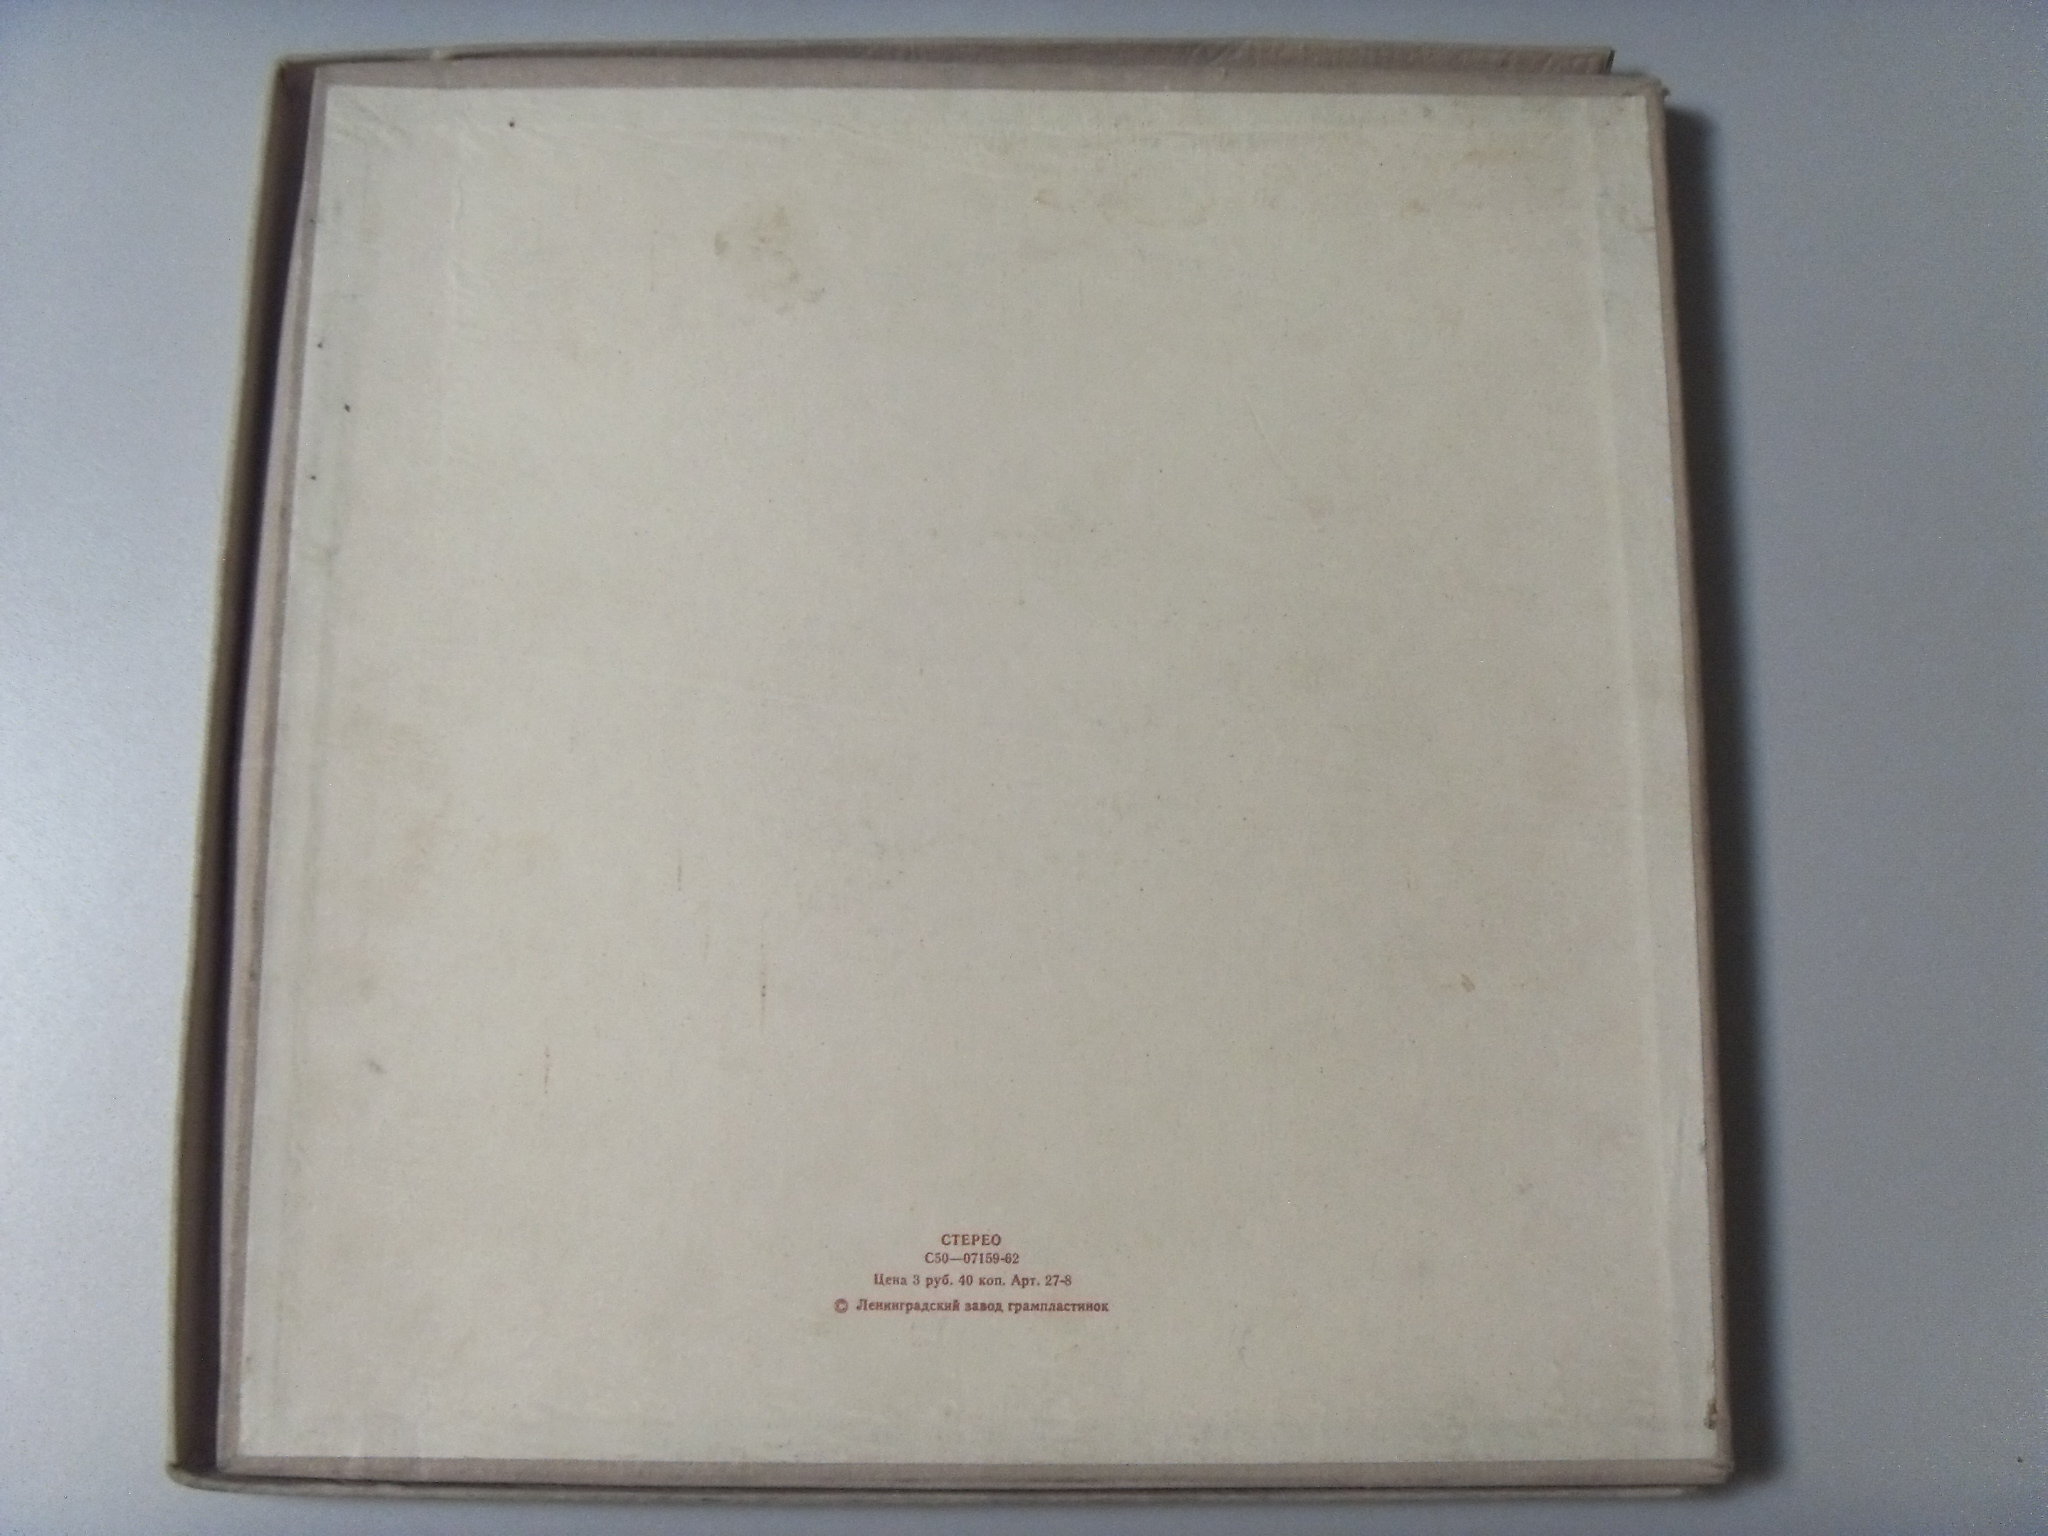 СТЕРЕО
С50—07159-62
Цена 3 руб. 40 коп. Арт. 27-8
© Ленинградский завод грампластинок